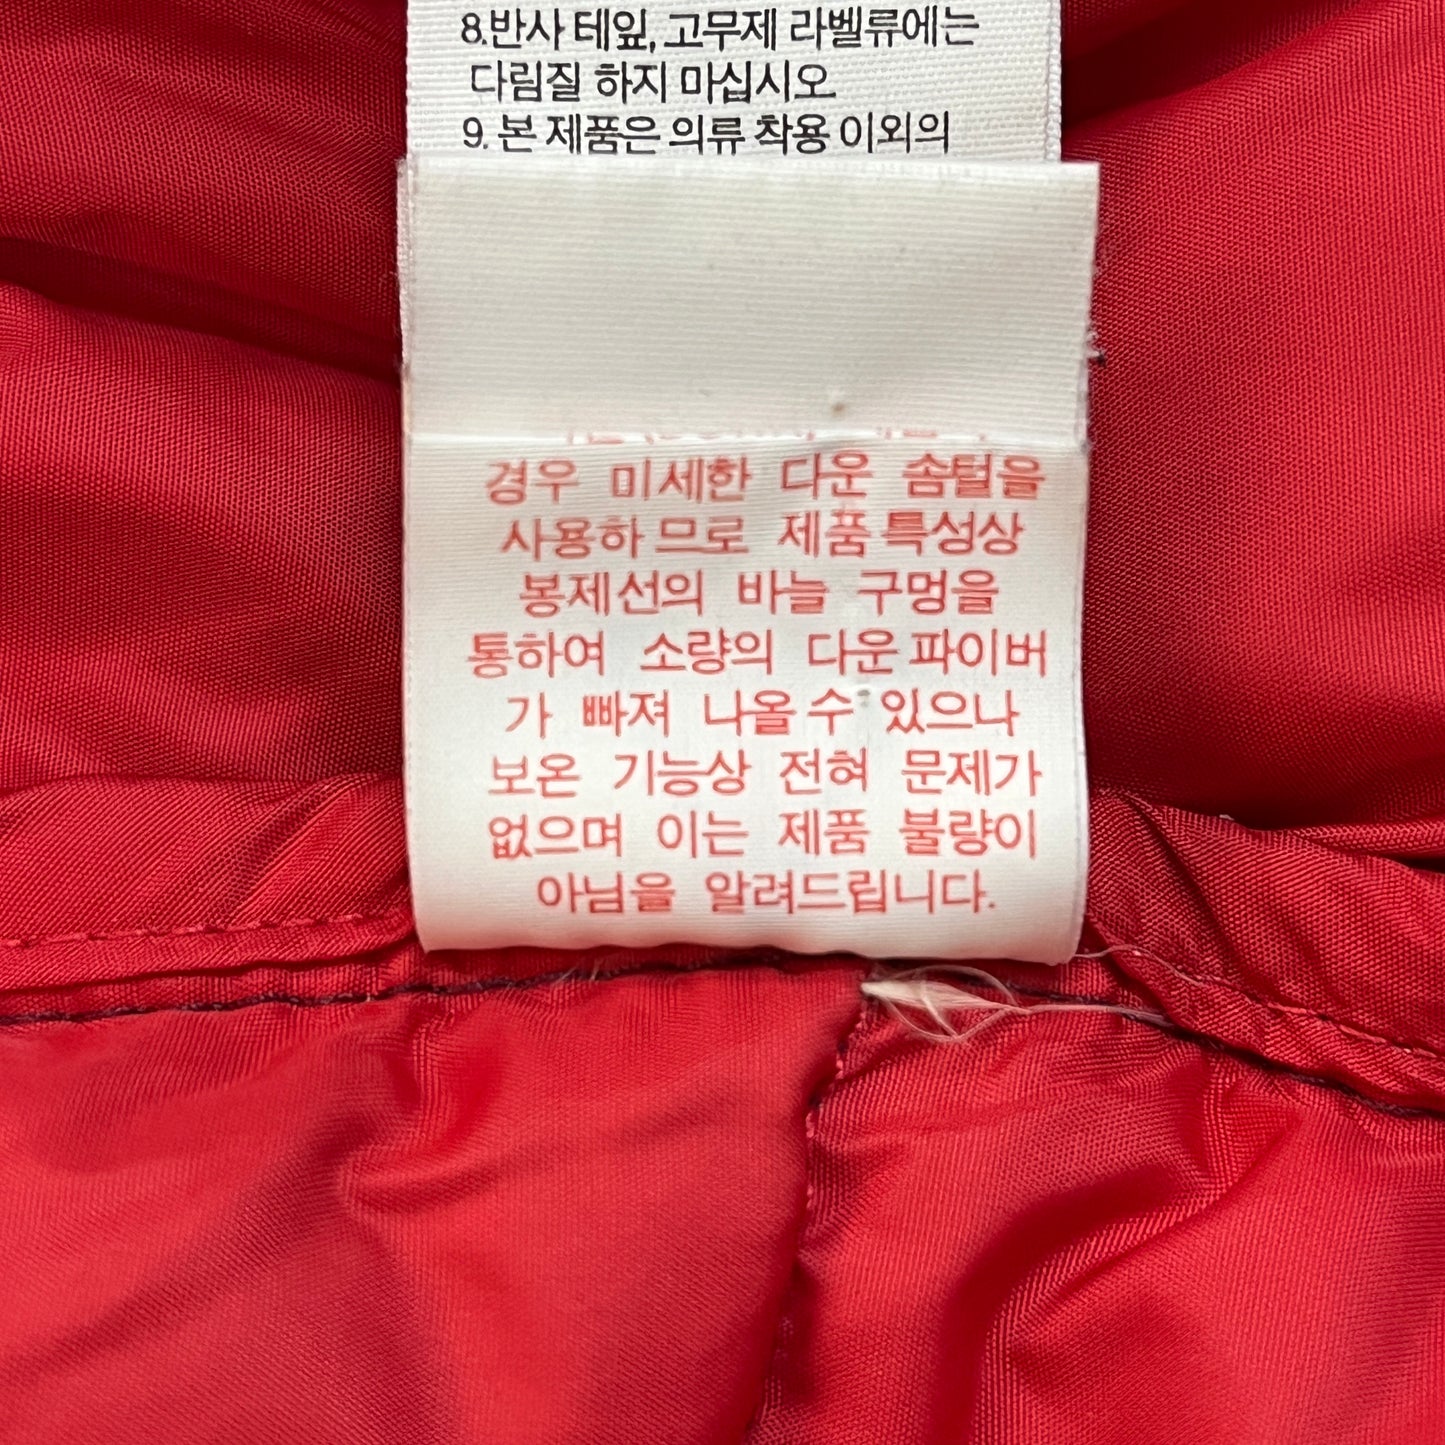 8.반사 테잎, 고무제 라벨류에는
다림질 하지 마십시오
9. 본 제품은 의류 착용 이외의
경우 미세한 다운 솜털을
사용하므로 제품특성상
봉제선의 바늘 구멍을
통하여 소량의 다운파이버
가 빠져 나올수 있으나
보온 기능상 전혀 문제가
없으며 이는 제품 불량이
아님을 알려드립니다.